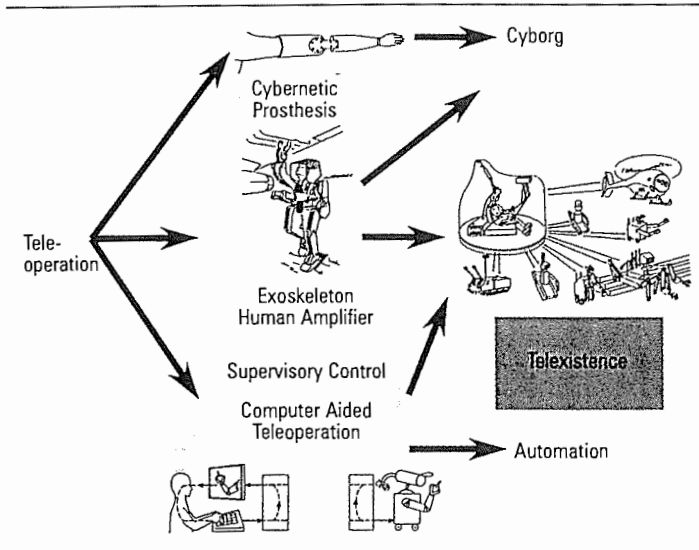 Cyborg
Cybernetic
Prosthesis
Tele-
operation
Exoskeleton
Human Amplifier
Telexistence
Supervisory Control
Computer Aided
Teleoperation
Automation